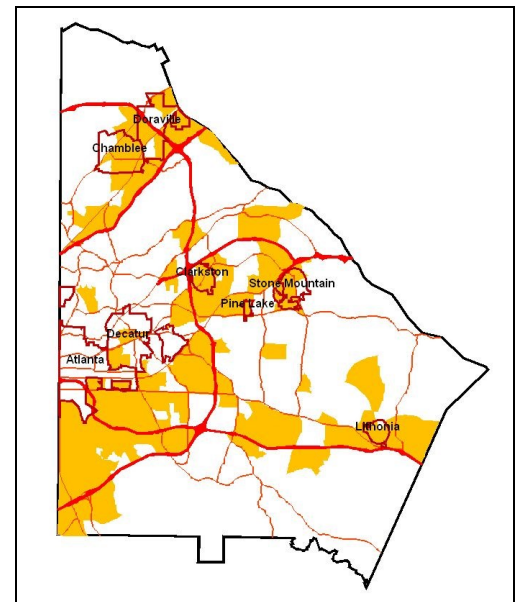 Doraville
Chamblee
Clarkston
Stone Mountain
Pine Lake
Decatur
Atlanta
Lithonia